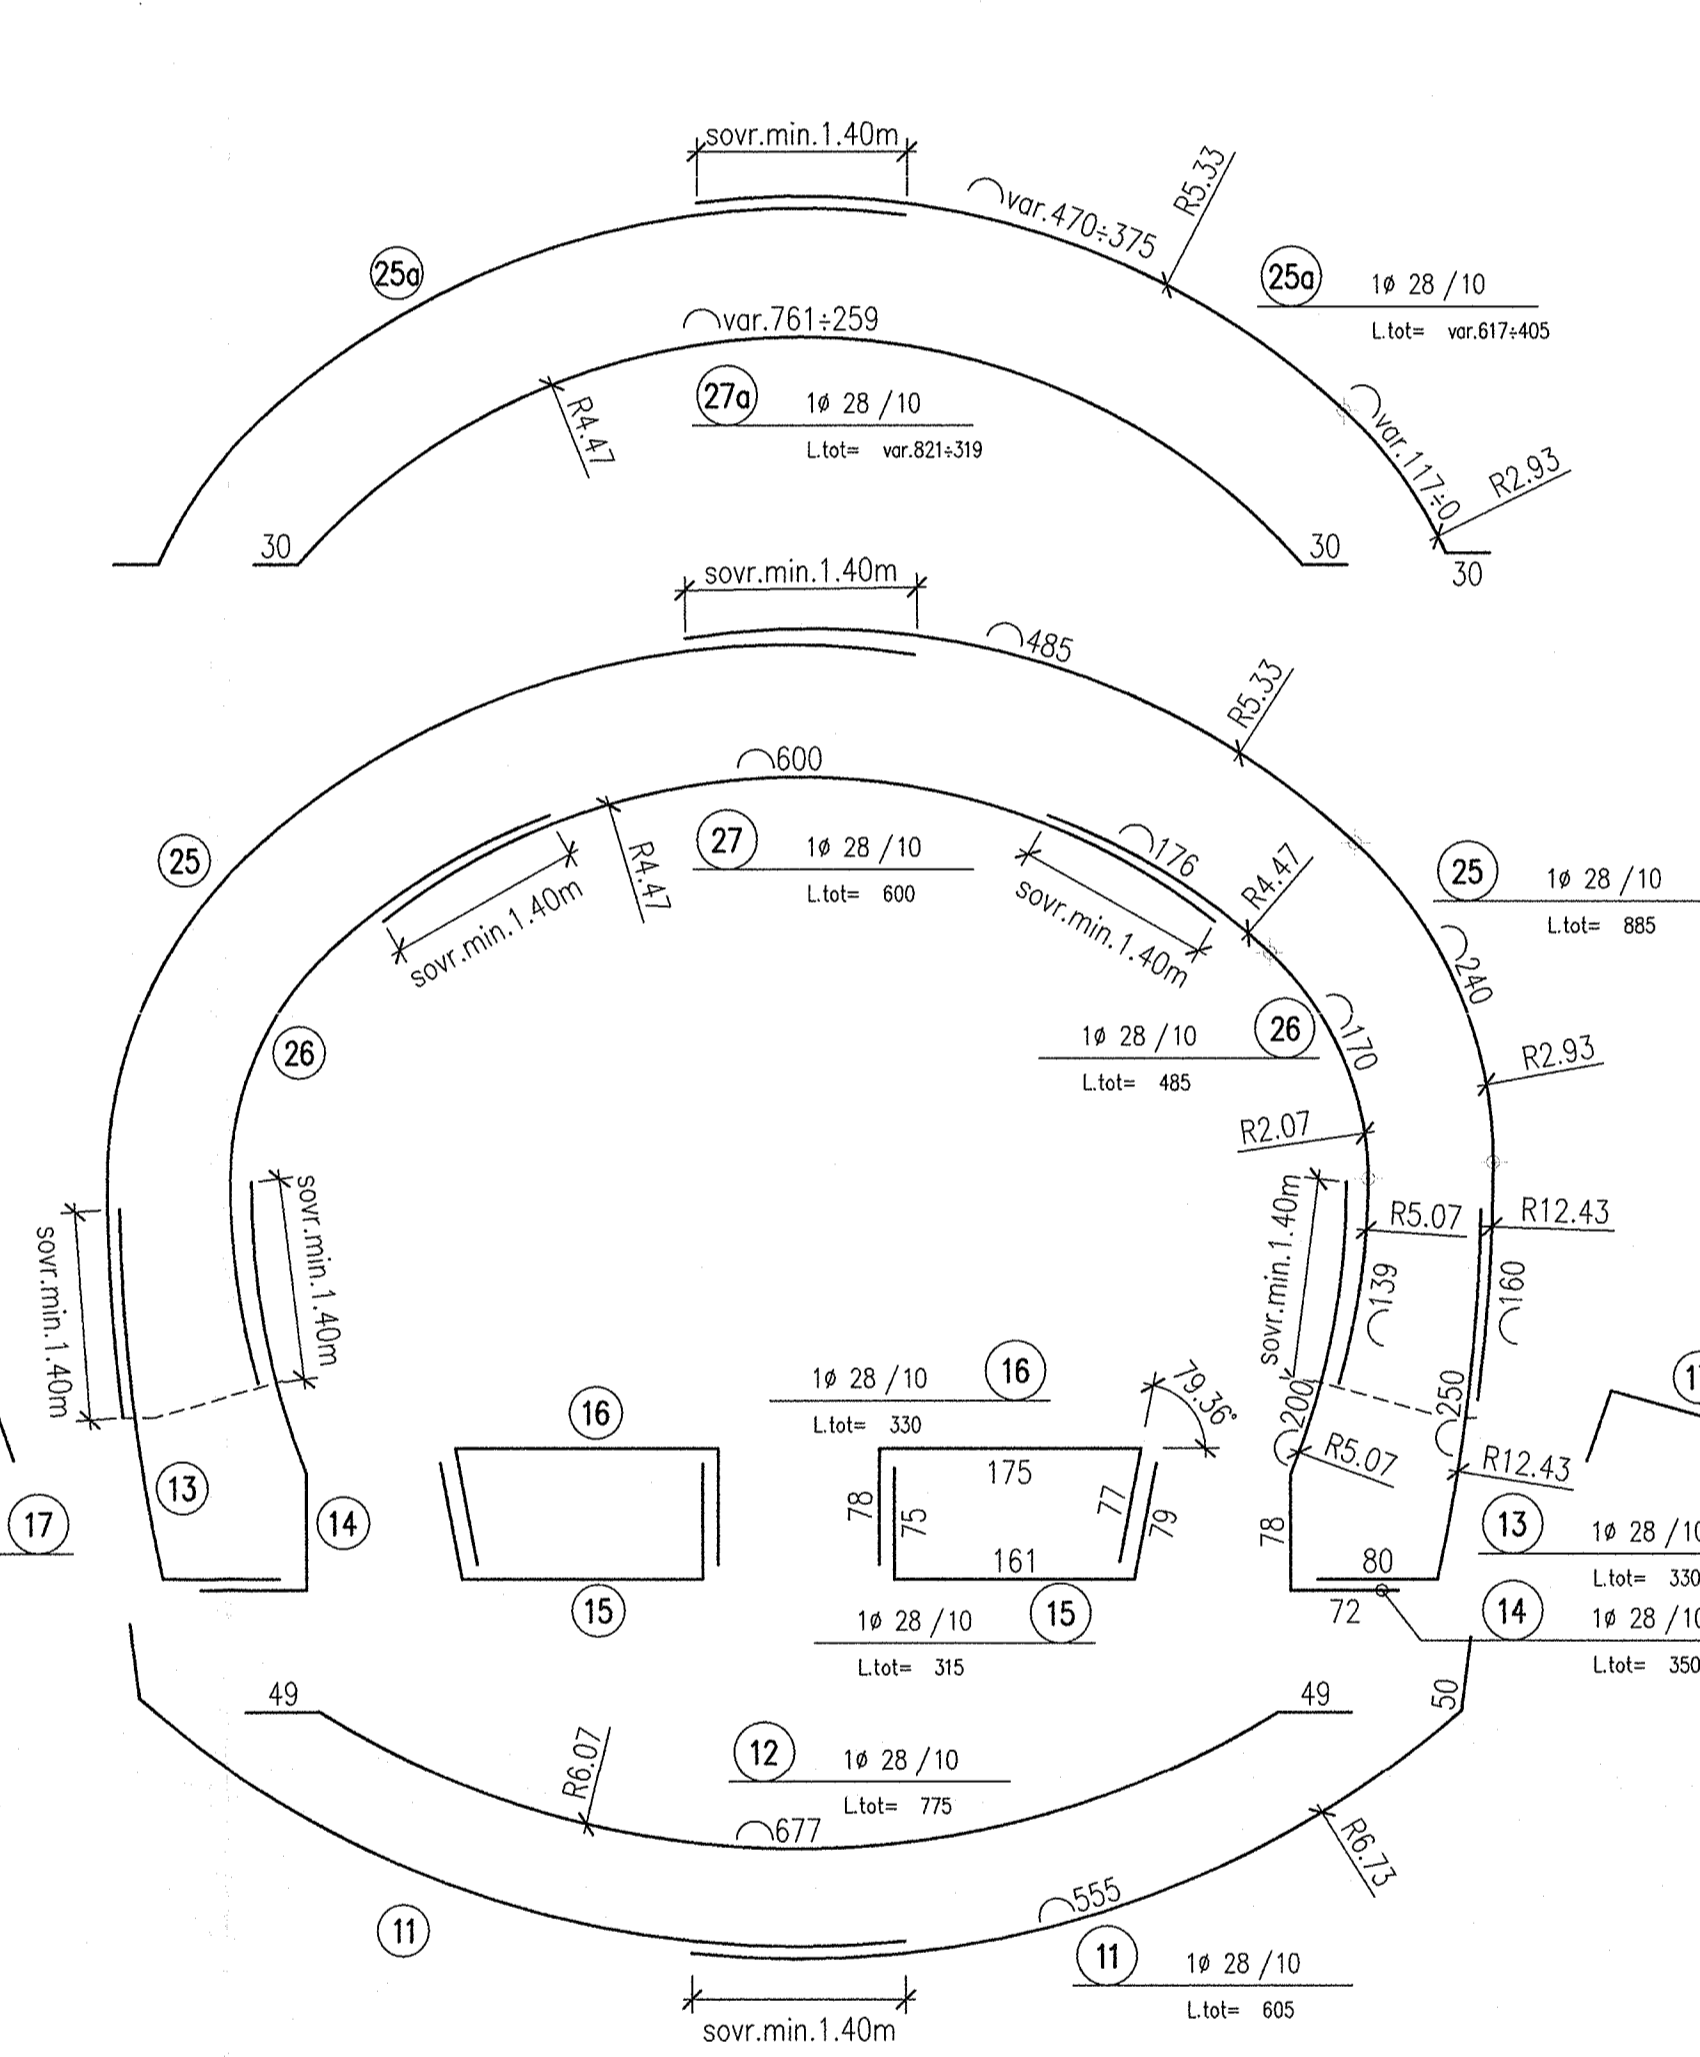 sovr.min.1.40m
R5.33
var.470÷375
25a
25a
1ø 28 /10
L.tot= var.617÷405
var.761÷259
27a
1ø 28 /10
L.tot= var.821÷319
R4.47
var.117÷0
R2.93
30
30
30
sovr.min.1.40m
485
R5.33
600
27
1ø 28 /10
L.tot= 600
R4.47
sovr.min.1.40m
sovr.min.1.40m
176
R4.47
25
25
1ø 28 /10
L.tot= 885
240
26
1ø 28 /10
26
L.tot= 485
170
R2.93
R2.07
sovr.min.1.40m
sovr.min.1.40m
sovr.min.1.40m
R5.07
R12.43
139
160
16
1ø 28 /10
16
L.tot= 330
79.36°
200
250
R5.07
R12.43
13
14
17
175
78
75
77
79
161
78
80
72
13
1ø 28 /10
L.tot= 330
14
1ø 28 /10
L.tot= 350
15
1ø 28 /10
15
L.tot= 315
49
49
50
R6.07
12
1ø 28 /10
L.tot= 775
677
R6.73
555
11
11
1ø 28 /10
L.tot= 605
sovr.min.1.40m